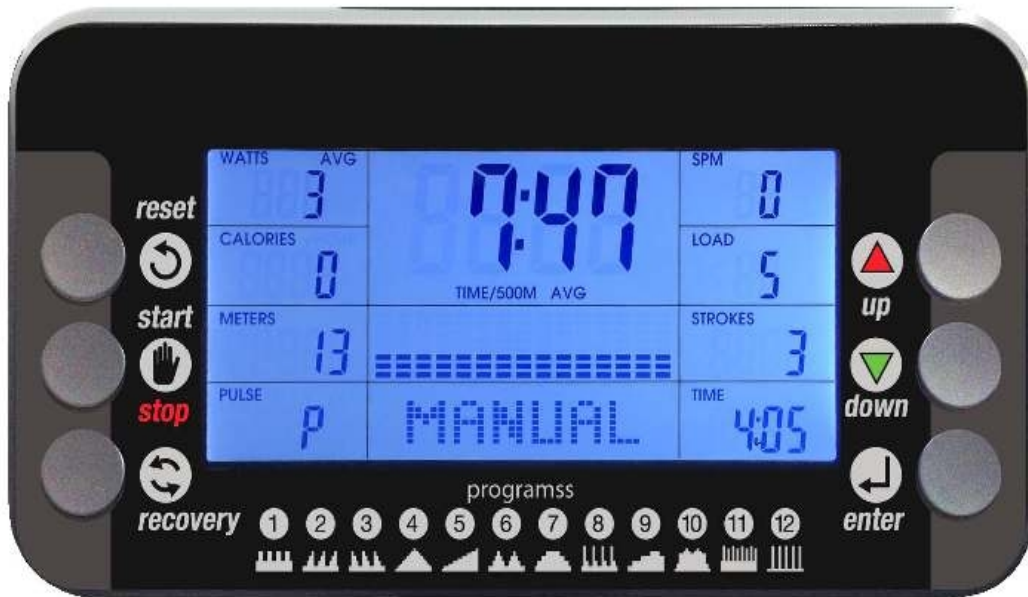 WATTS AVG
3
7:47
TIME/500M AVG
SPM
0
reset
CALORIES
0
LOAD
5
up
start
METERS
13
STROKES
3
stop
PULSE
P
MANUAL
TIME
4:05
down
recovery
programss
enter
1 2 3 4 5 6 7 8 9 10 11 12